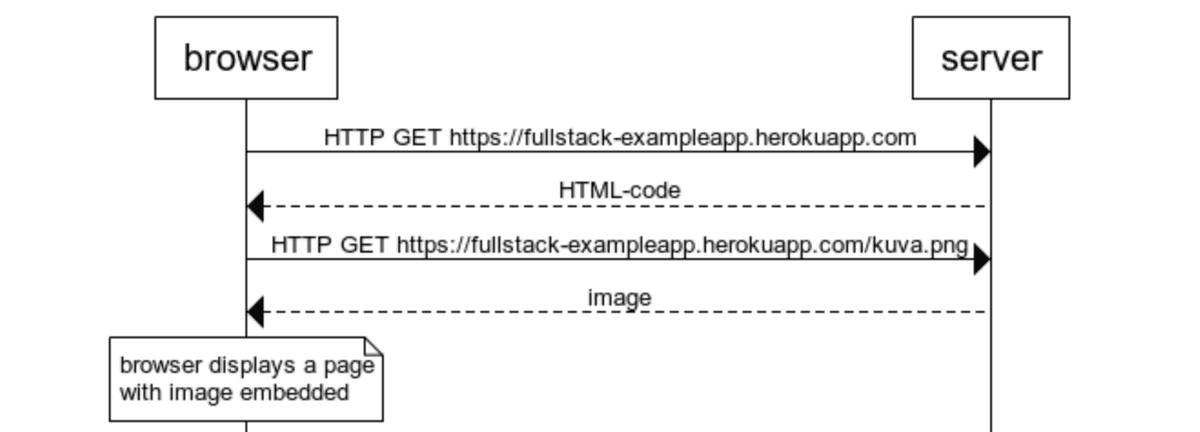 browser
server
HTTP GET https://fullstack-exampleapp.herokuapp.com
HTML-code
HTTP GET https://fullstack-exampleapp.herokuapp.com/kuva.png
image
browser displays a page
with image embedded